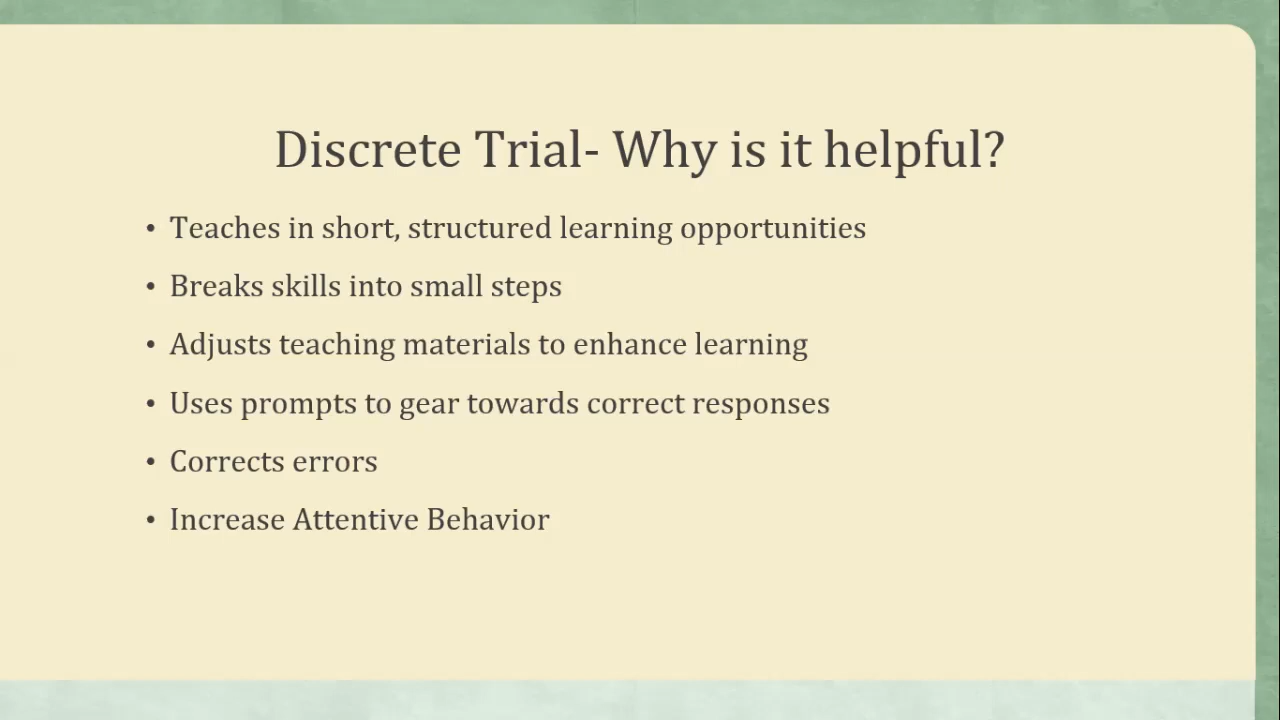 Discrete Trial- Why is it helpful?
• Teaches in short, structured learning opportunities
• Breaks skills into small steps
• Adjusts teaching materials to enhance learning
• Uses prompts to gear towards correct responses
• Corrects errors
• Increase Attentive Behavior